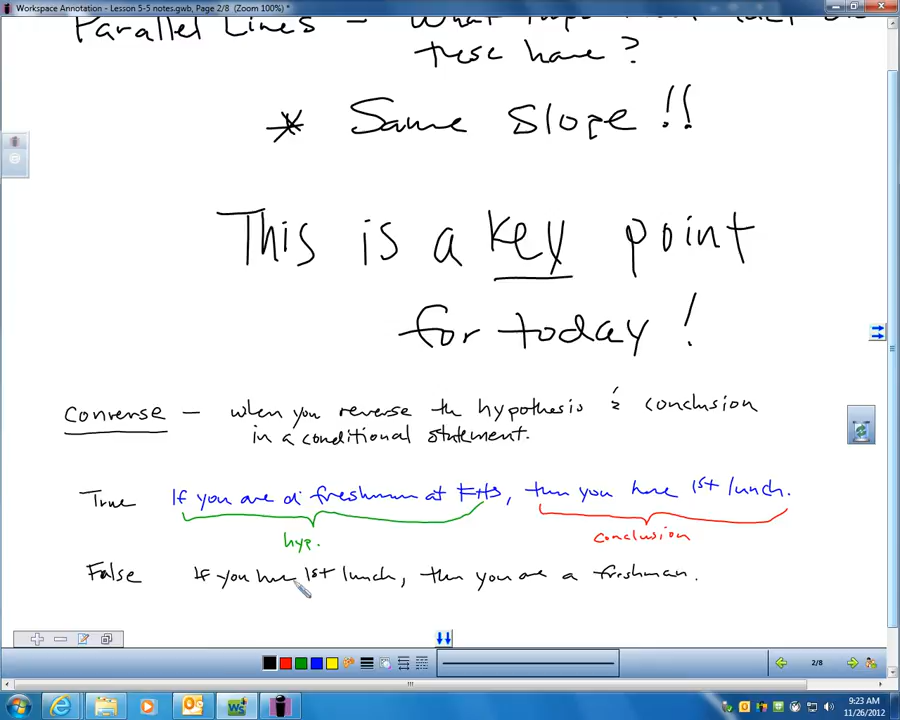 Workspace Annotation - Lesson 5-5 notes.gwb, Page 2/8 (Zoom 100%) *
Parallel Lines - What
these have?
* Same Slope!!
This is a key point
for today!
Converse - when you reverse the hypothesis & conclusion
in a conditional statement.
True If you are a freshman at EHS, then you have 1st lunch.
hyp. conclusion
False If you have 1st lunch, then you are a freshman.
2/8
9:23 AM
11/26/2012